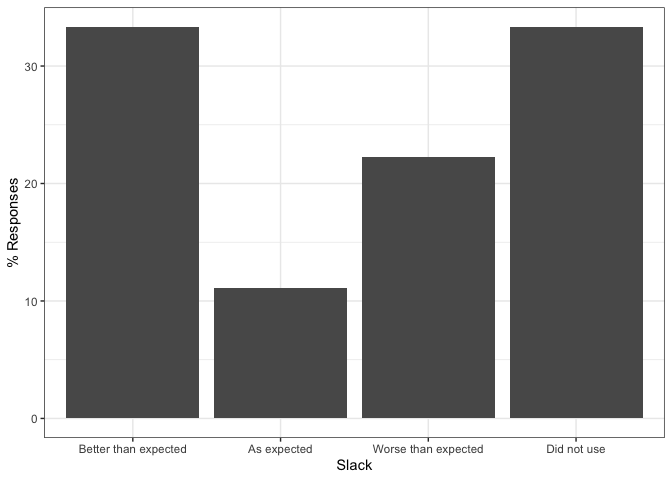 % Responses
30
20
10
0
Better than expected
As expected
Worse than expected
Did not use
Slack